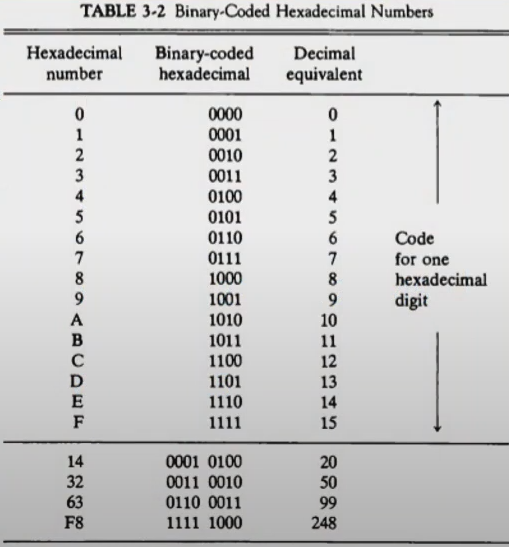 TABLE 3-2 Binary-Coded Hexadecimal Numbers
Hexadecimal Binary-coded Decimal
number hexadecimal equivalent
0 0000 0
1 0001 1
2 0010 2
3 0011 3
4 0100 4
5 0101 5
6 0110 6 Code
7 0111 7 for one
8 1000 8 hexadecimal
9 1001 9 digit
A 1010 10
B 1011 11
C 1100 12
D 1101 13
E 1110 14
F 1111 15
14 0001 0100 20
32 0011 0010 50
63 0110 0011 99
F8 1111 1000 248